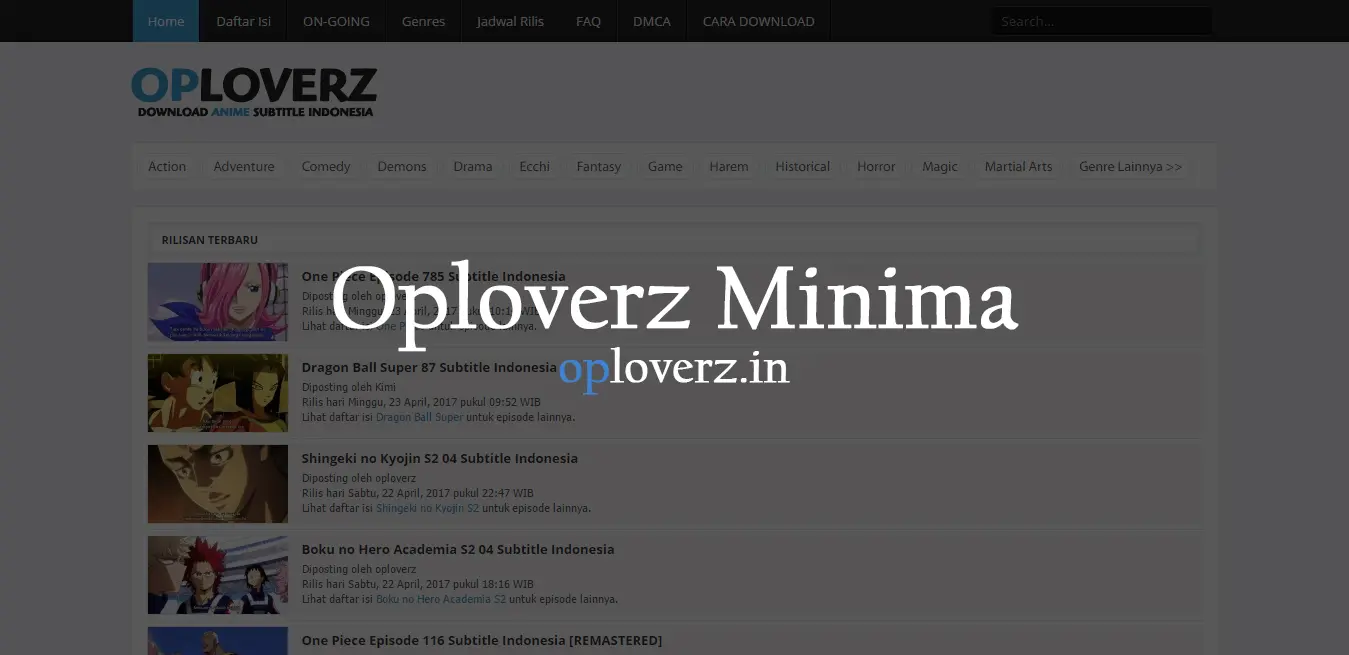 Home Daftar Isi ON-GOING Genres Jadwal Rilis FAQ DMCA CARA DOWNLOAD Search...
OPLOVERZ
DOWNLOAD ANIME SUBTITLE INDONESIA
Action Adventure Comedy Demons Drama Ecchi Fantasy Game Harem Historical Horror Magic Martial Arts Genre Lainnya >>
RILISAN TERBARU
One Piece Episode 785 Subtitle Indonesia
Oploverz Minima
oploverz.in
Diposting oleh
Rilis hari Minggu, 23 April, 2017 pukul WIB
Lihat daftar isi One untuk episode lainnya.
Dragon Ball Super 87 Subtitle Indonesia
Diposting oleh Kimi
Rilis hari Minggu, 23 April, 2017 pukul 09:52 WIB
Lihat daftar isi Dragon Ball Super untuk episode lainnya.
Shingeki no Kyojin S2 04 Subtitle Indonesia
Diposting oleh oploverz
Rilis hari Sabtu, 22 April, 2017 pukul 22:47 WIB
Lihat daftar isi Shingeki no Kyojin S2 untuk episode lainnya.
Boku no Hero Academia S2 04 Subtitle Indonesia
Diposting oleh oploverz
Rilis hari Sabtu, 22 April, 2017 pukul 18:16 WIB
Lihat daftar isi Boku no Hero Academia S2 untuk episode lainnya.
One Piece Episode 116 Subtitle Indonesia [REMASTERED]